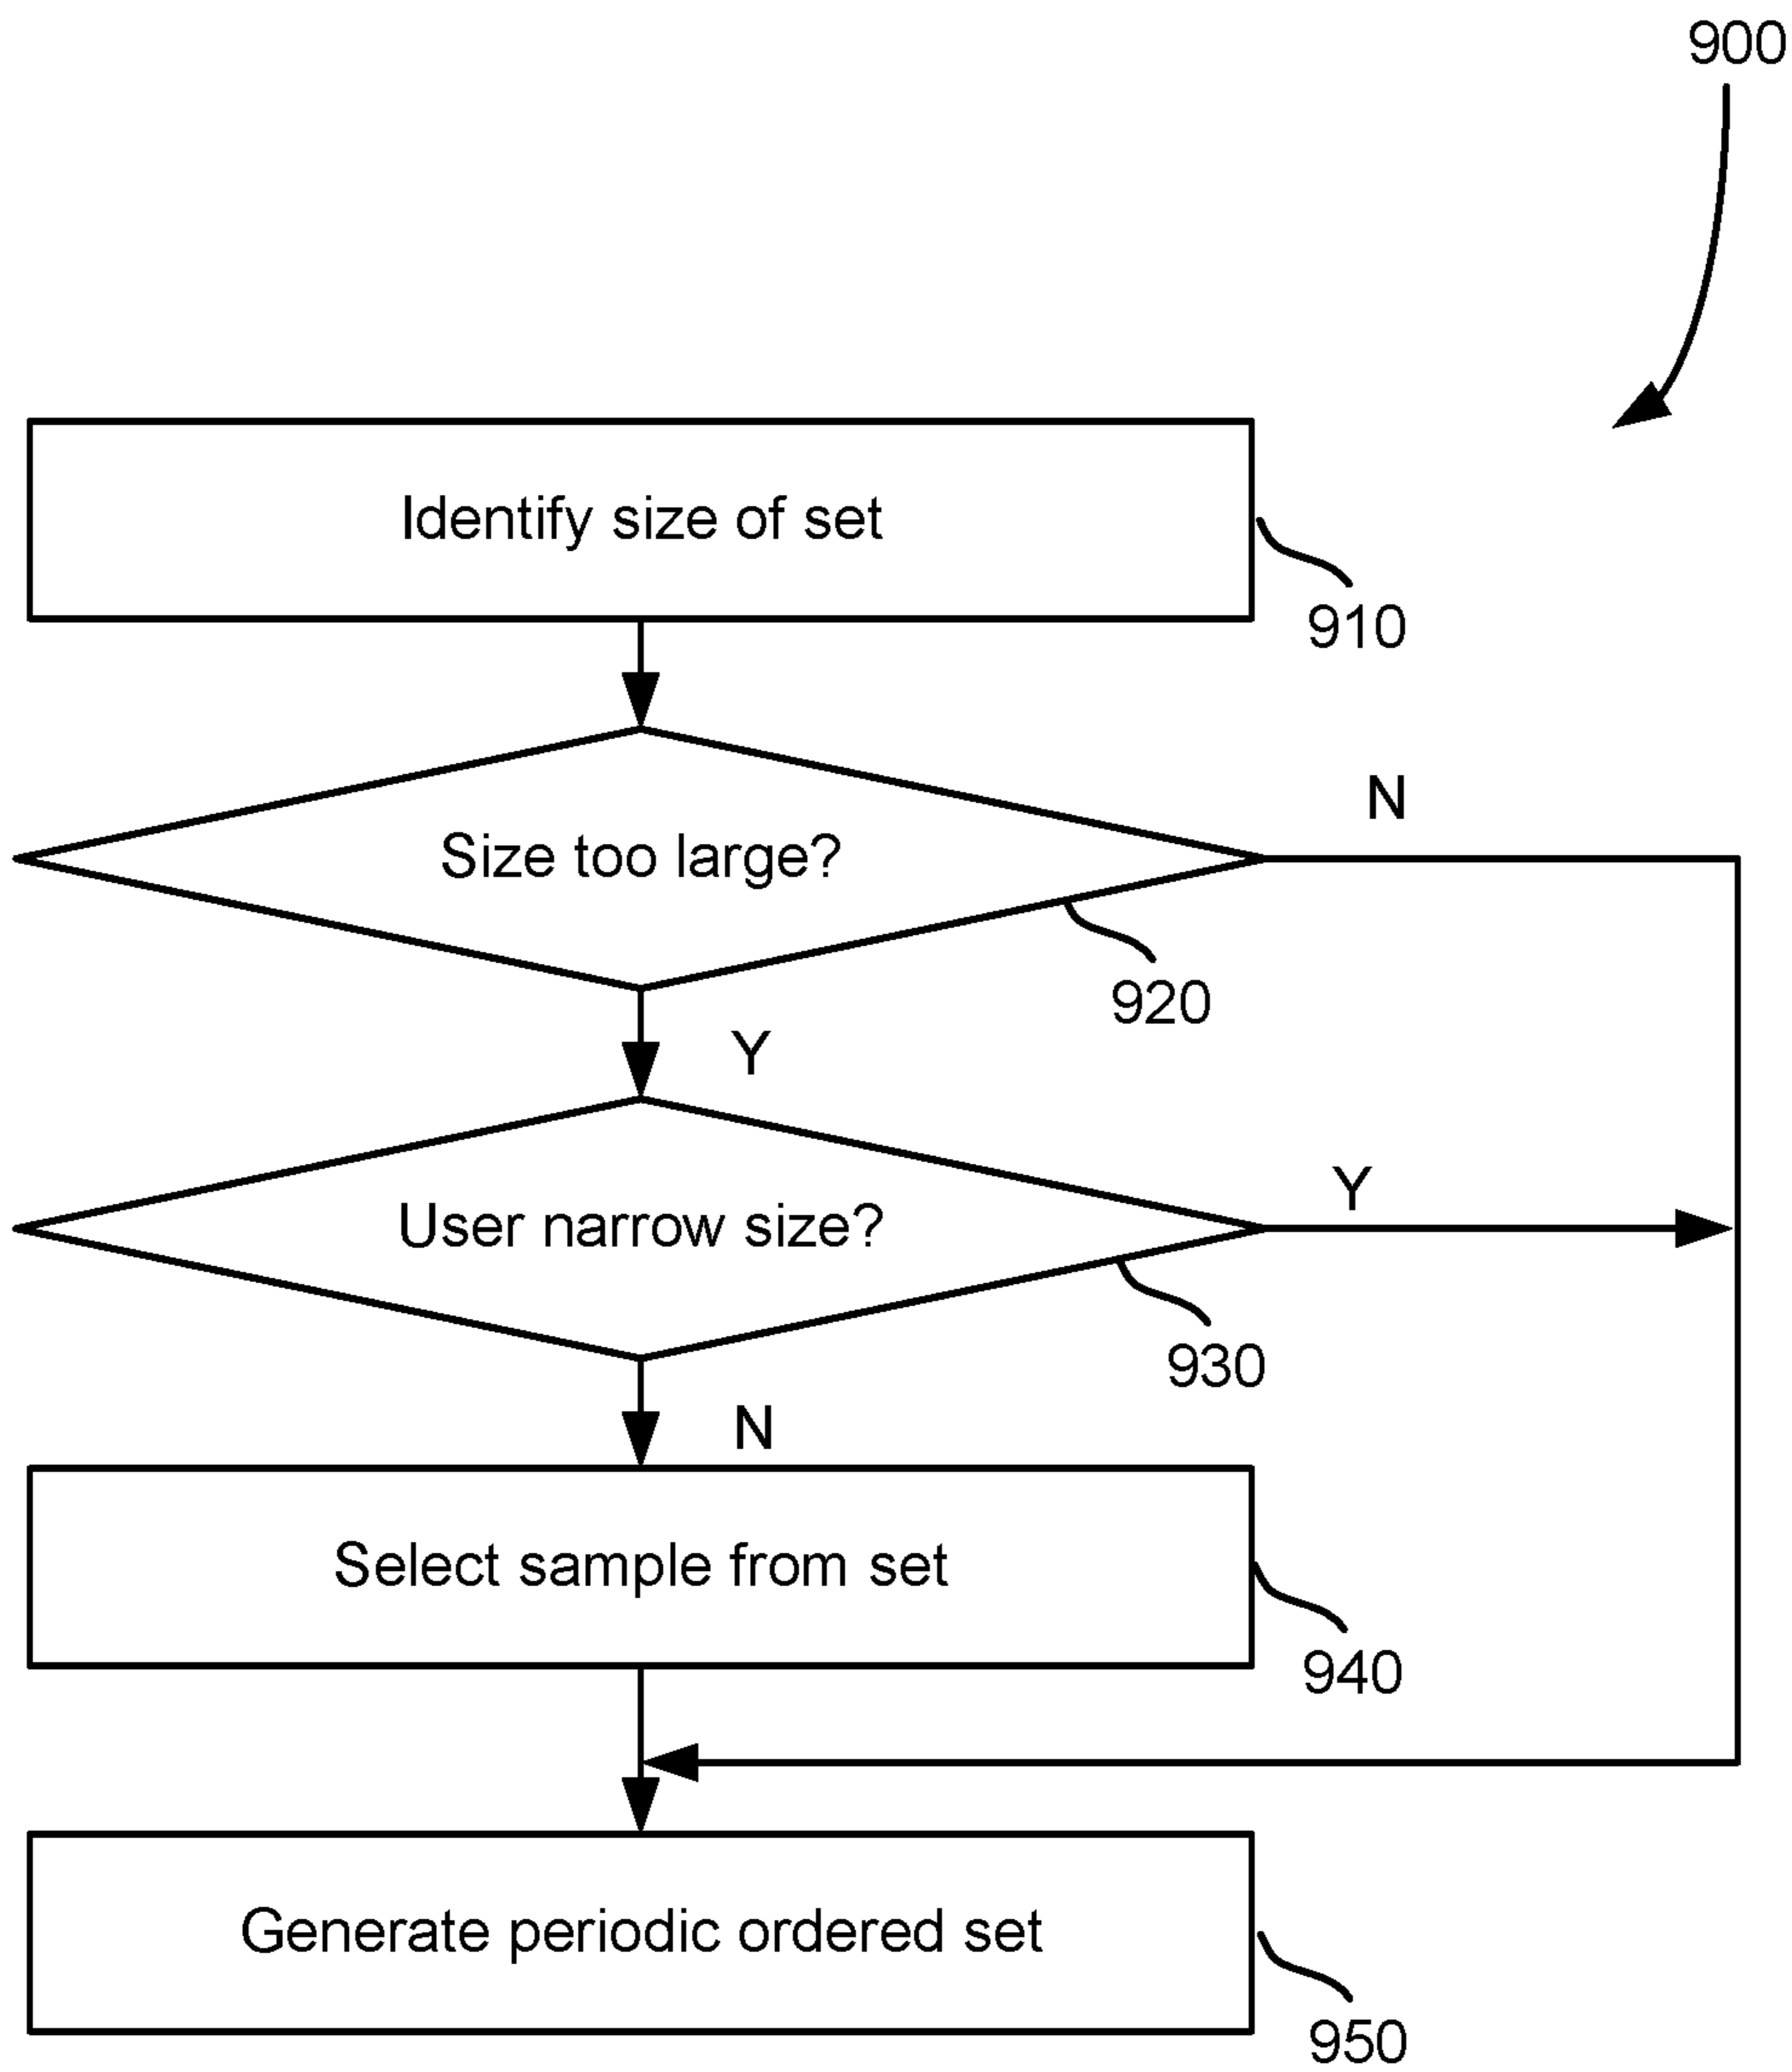 900
Identify size of set
910
N
Size too large?
920
Y
Y
User narrow size?
930
N
Select sample from set
940
Generate periodic ordered set
950